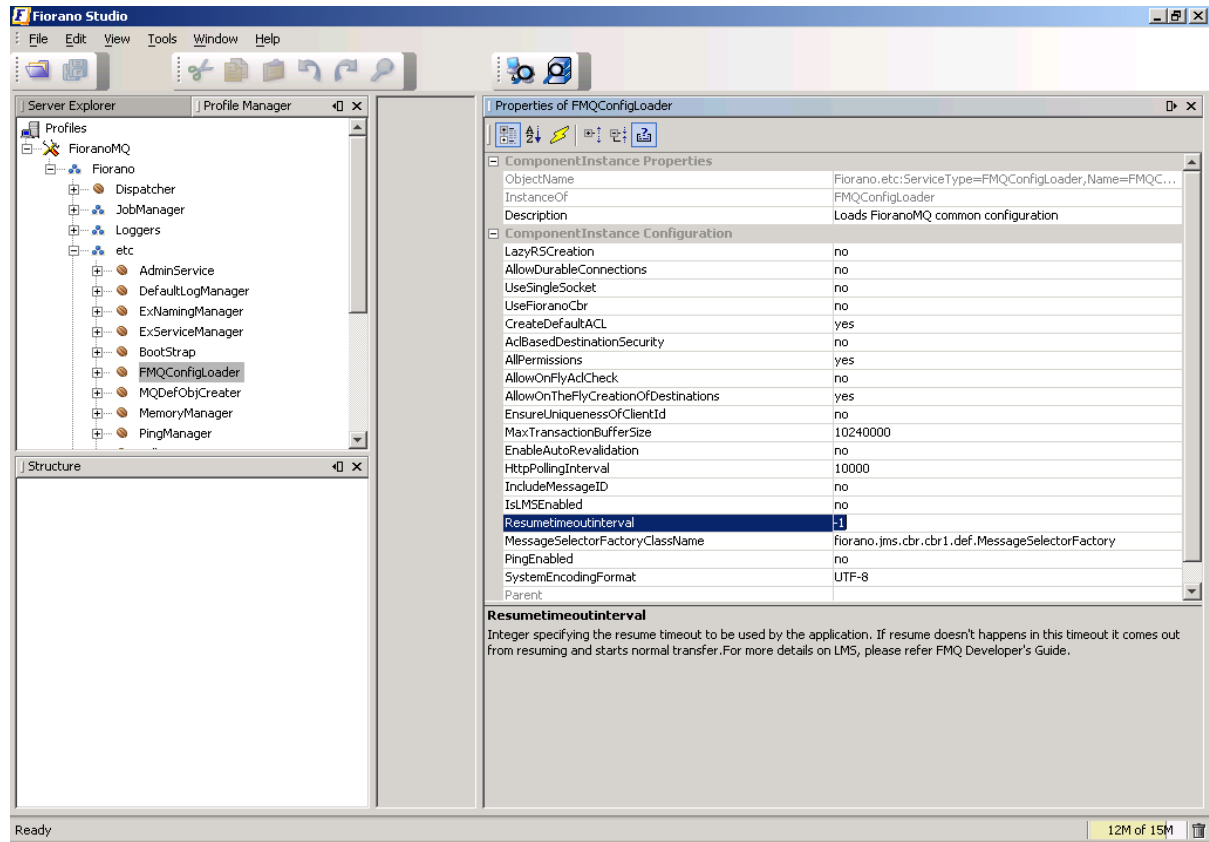 Fiorano Studio
File Edit View Tools Window Help
Server Explorer
Profile Manager
Profiles
FioranoMQ
Fiorano
Dispatcher
JobManager
Loggers
etc
AdminService
DefaultLogManager
ExNamingManager
ExServiceManager
BootStrap
FMQConfigLoader
MQDefObjCreater
MemoryManager
PingManager
Structure
Properties of FMQConfigLoader
ComponentInstance Properties
ObjectName Fiorano.etc:ServiceType=FMQConfigLoader,Name=FMQC...
InstanceOf FMQConfigLoader
Description Loads FioranoMQ common configuration
ComponentInstance Configuration
LazyRSCreation no
AllowDurableConnections no
UseSingleSocket no
UseFioranoCbr no
CreateDefaultACL yes
AclBasedDestinationSecurity no
AllPermissions yes
AllowOnFlyAclCheck no
AllowOnTheFlyCreationOfDestinations yes
EnsureUniquenessOfClientId no
MaxTransactionBufferSize 10240000
EnableAutoRevalidation no
HttpPollingInterval 10000
IncludeMessageID no
IsLMSEnabled no
Resumetimeoutinterval -1
MessageSelectorFactoryClassName fiorano.jms.cbr.cbr1.def.MessageSelectorFactory
PingEnabled no
SystemEncodingFormat UTF-8
Parent
Resumetimeoutinterval
Integer specifying the resume timeout to be used by the application. If resume doesn't happens in this timeout it comes out
from resuming and starts normal transfer.For more details on LMS, please refer FMQ Developer's Guide.
Ready
12M of 15M